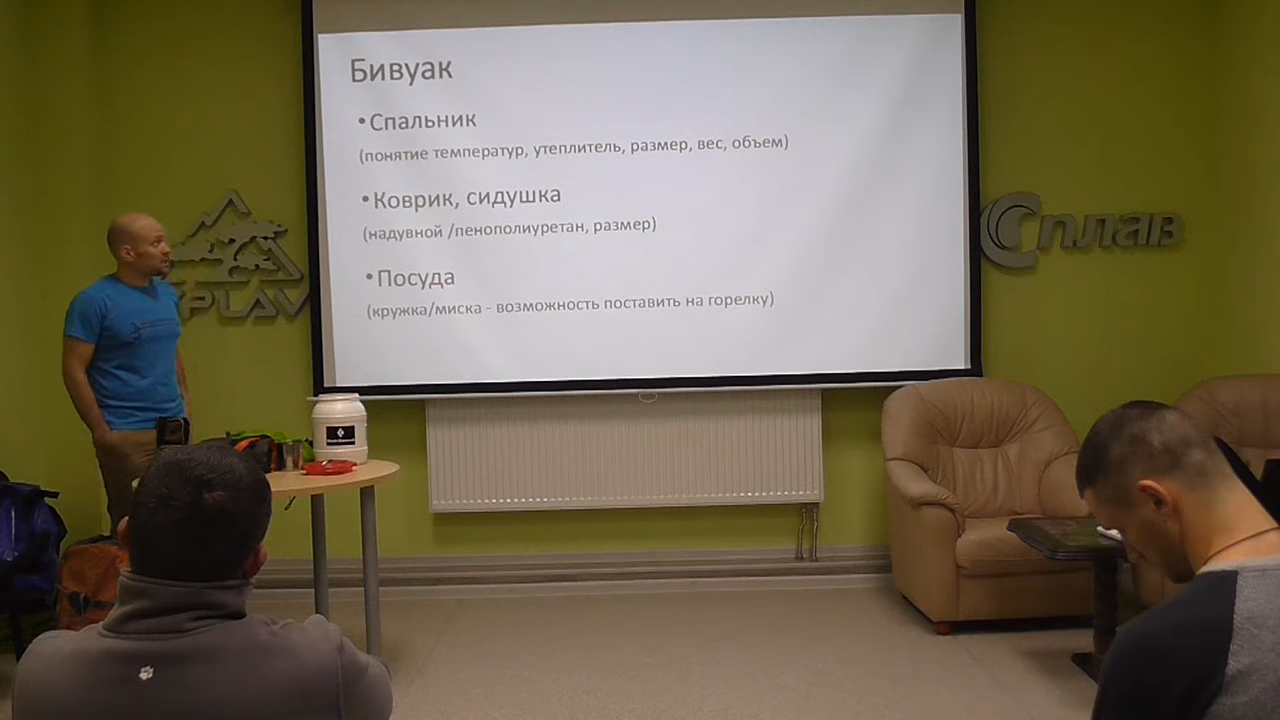 Бивуак
•Спальник
(понятие температур, утеплитель, размер, вес, объем)
•Коврик, сидушка
(надувной /пенополиуретан, размер)
•Посуда
(кружка/миска - возможность поставить на горелку)
SPLAV
Сплав